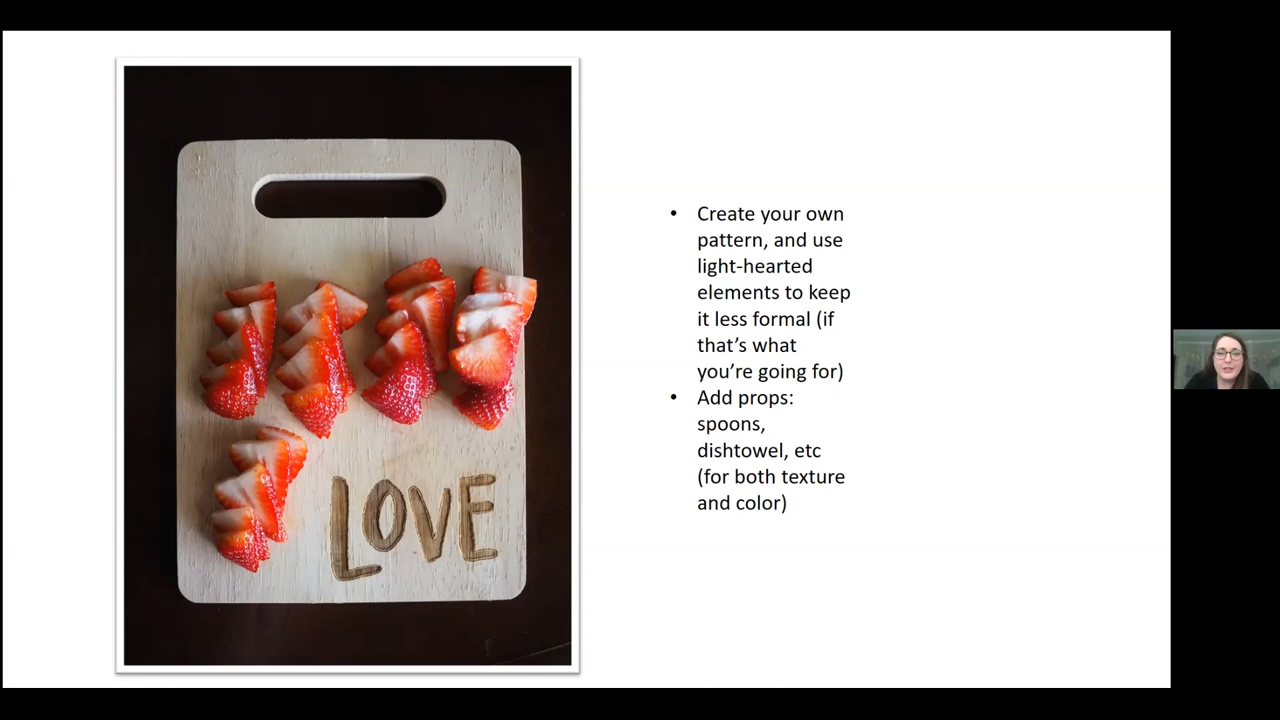 LOVE
• Create your own
pattern, and use
light-hearted
elements to keep
it less formal (if
that’s what
you’re going for)
• Add props:
spoons,
dishtowel, etc
(for both texture
and color)